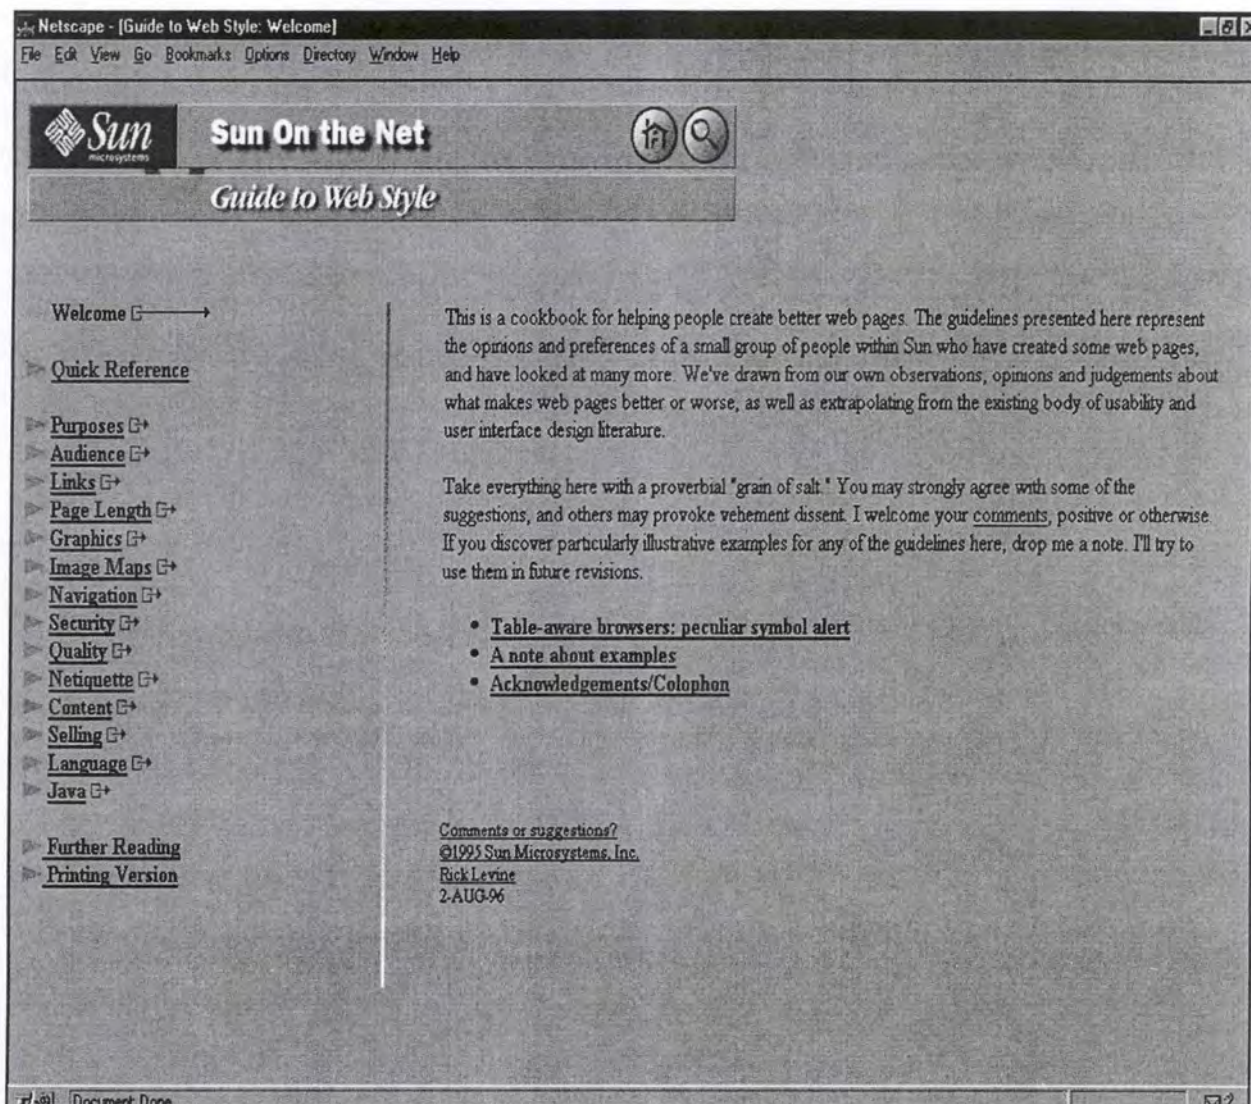 Netscape - [Guide to Web Style: Welcome]
File Edit View Go Bookmarks Options Directory Window Help
Sun
microsystems
Sun On the Net
Guide to Web Style
Welcome
Quick Reference
Purposes
Audience
Links
Page Length
Graphics
Image Maps
Navigation
Security
Quality
Netiquette
Content
Selling
Language
Java
Further Reading
Printing Version
This is a cookbook for helping people create better web pages. The guidelines presented here represent
the opinions and preferences of a small group of people within Sun who have created some web pages,
and have looked at many more. We've drawn from our own observations, opinions and judgements about
what makes web pages better or worse, as well as extrapolating from the existing body of usability and
user interface design literature.
Take everything here with a proverbial "grain of salt." You may strongly agree with some of the
suggestions, and others may provoke vehement dissent. I welcome your comments, positive or otherwise.
If you discover particularly illustrative examples for any of the guidelines here, drop me a note. I'll try to
use them in future revisions.
• Table-aware browsers: peculiar symbol alert
• A note about examples
• Acknowledgements/Colophon
Comments or suggestions?
©1995 Sun Microsystems, Inc.
Rick Levine
2-AUG-96
Document: Done